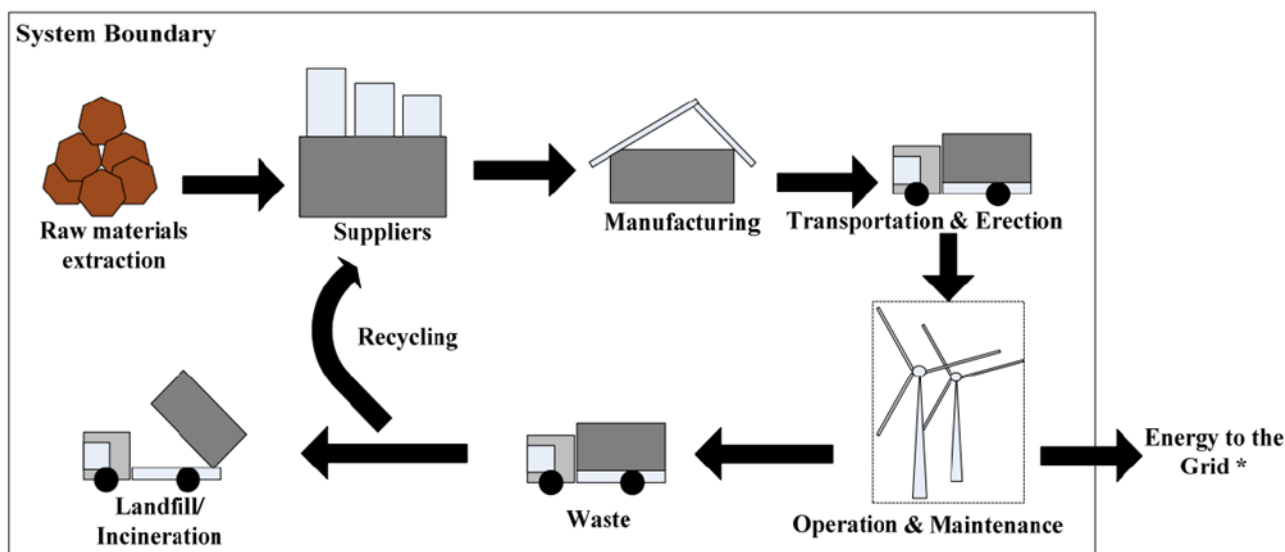 System Boundary
Raw materials
extraction
Suppliers
Manufacturing
Transportation & Erection
Recycling
Landfill/
Incineration
Waste
Operation & Maintenance
Energy to the
Grid *